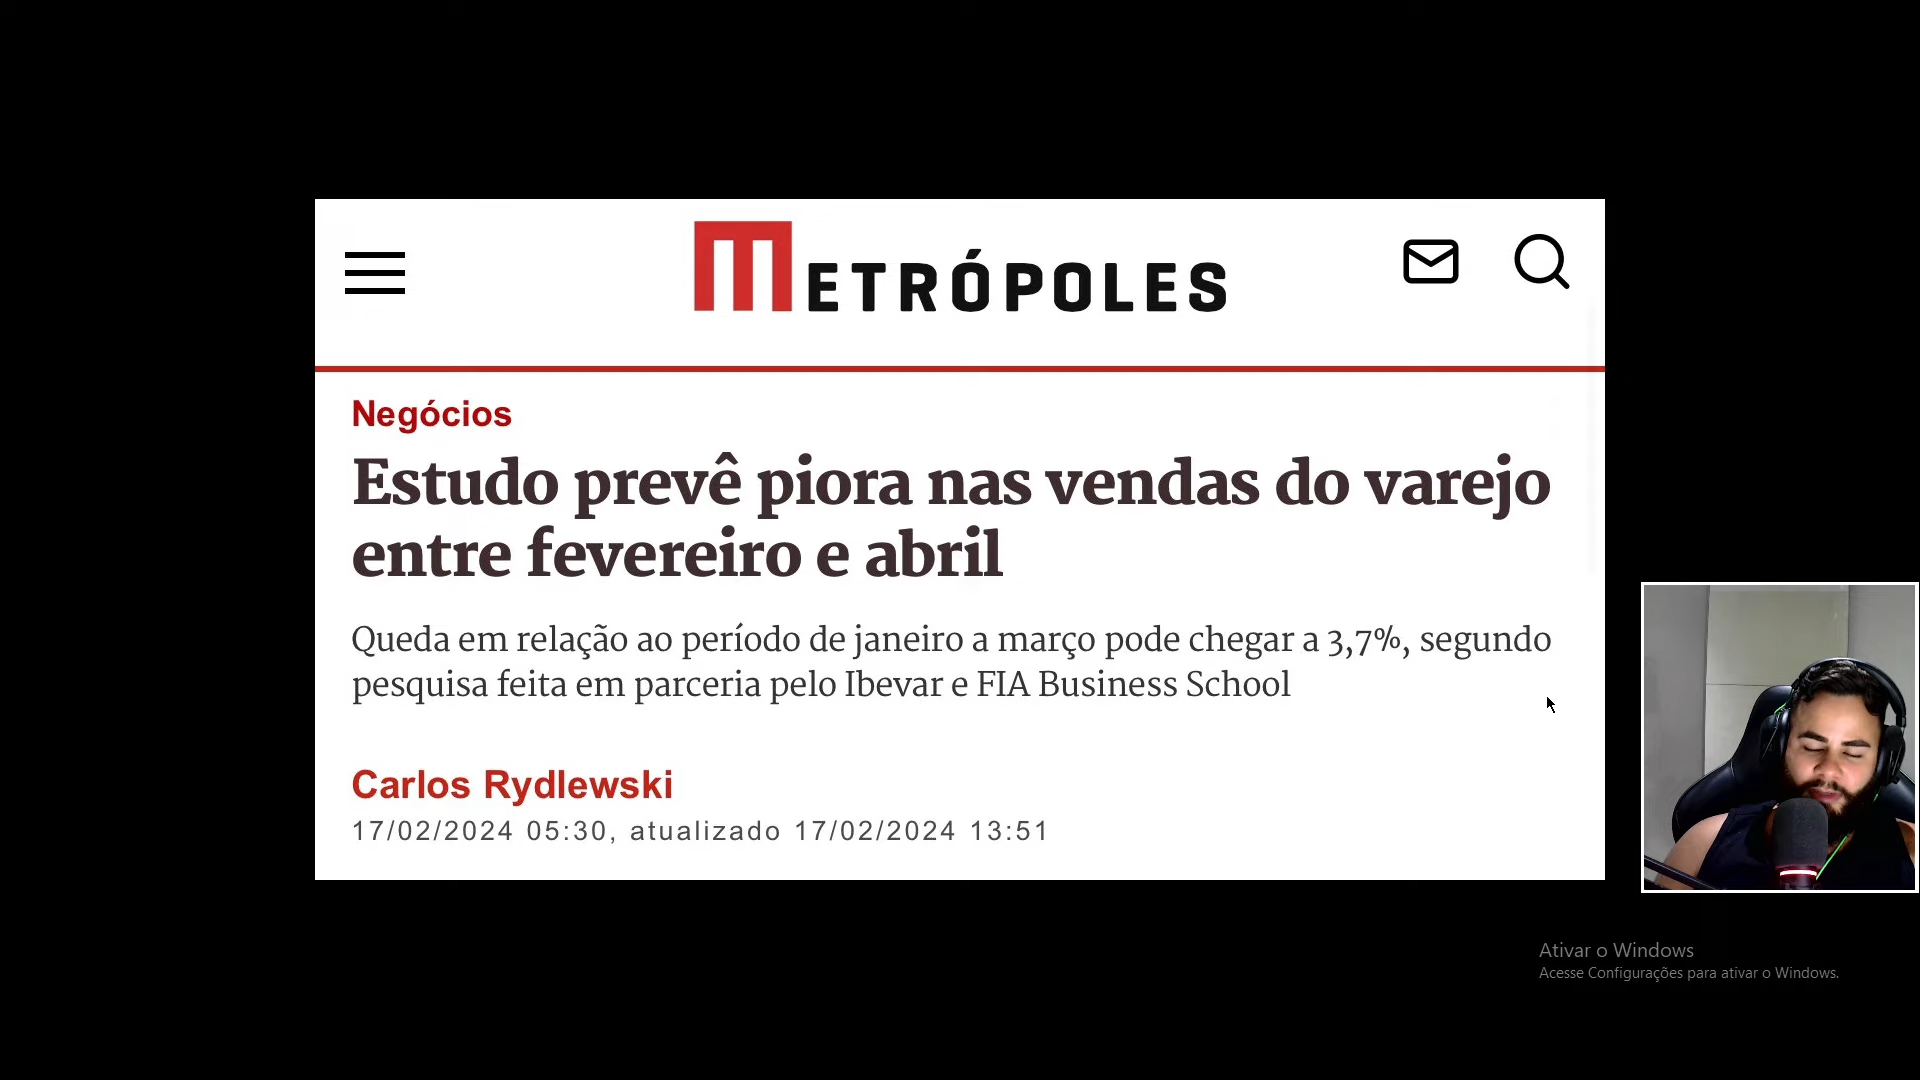 METRÓPOLES
Negócios
Estudo prevê piora nas vendas do varejo
entre fevereiro e abril
Queda em relação ao período de janeiro a março pode chegar a 3,7%, segundo
pesquisa feita em parceria pelo Ibevar e FIA Business School
Carlos Rydlewski
17/02/2024 05:30, atualizado 17/02/2024 13:51
Ativar o Windows
Acesse Configurações para ativar o Windows.